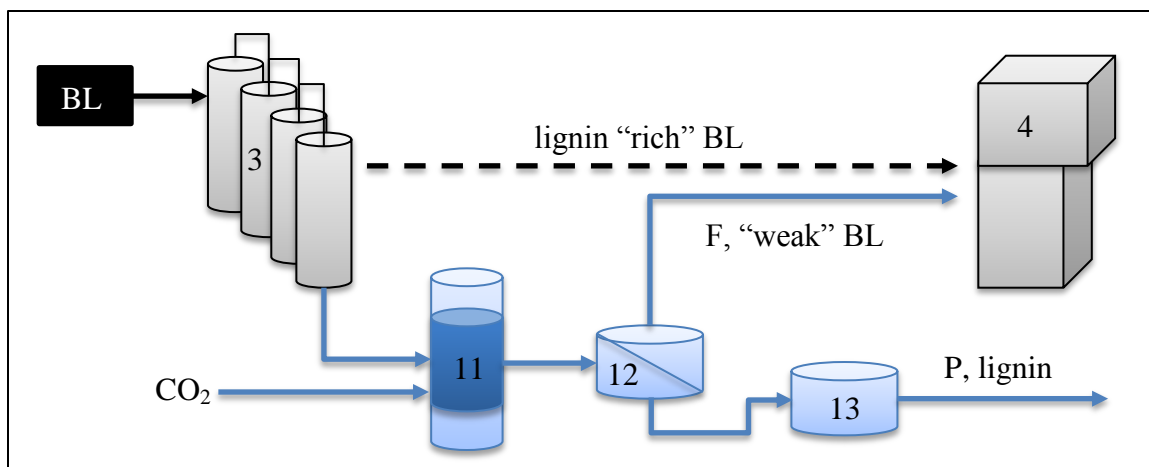 BL
3
4
lignin “rich” BL
F, “weak” BL
11
12
CO₂
13
P, lignin